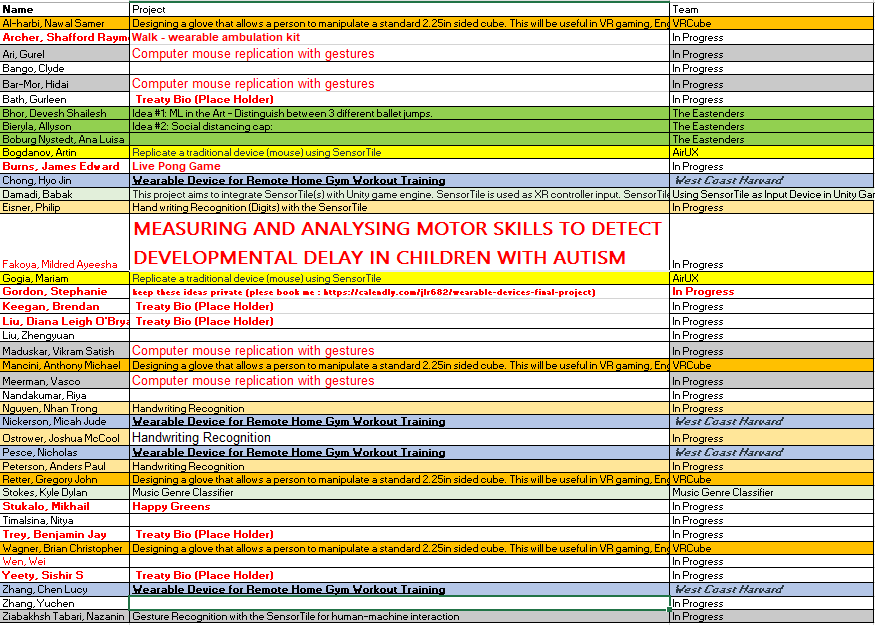 Name Project Team
Al-harbi, Nawal Samer Designing a glove that allows a person to manipulate a standard 2.25in sided cube. This will be useful in VR gaming, Eng VRCube
Archer, Shafford Raym Walk - wearable ambulation kit In Progress
Ari, Gurel Computer mouse replication with gestures In Progress
Bango, Clyde In Progress
Bar-Mor, Hidai Computer mouse replication with gestures In Progress
Bath, Gurleen Treaty Bio (Place Holder) In Progress
Bhor, Devesh Shailesh Idea #1: ML in the Art - Distinguish between 3 different ballet jumps. The Eastenders
Bieryla, Allyson Idea #2: Social distancing cap: The Eastenders
Boburg Nystedt, Ana Luisa The Eastenders
Bogdanov, Artin Replicate a traditional device (mouse) using SensorTile AirUX
Burns, James Edward Live Pong Game In Progress
Chong, Hyo Jin Wearable Device for Remote Home Gym Workout Training West Coast Harvard
Damadi, Babak This project aims to integrate SensorTile(s) with Unity game engine. SensorTile is used as XR controller input. SensorTile Using SensorTile as Input Device in Unity Gam
Eisner, Philip Hand writing Recognition (Digits) with the SensorTile In Progress
MEASURING AND ANALYSING MOTOR SKILLS TO DETECT
Fakoya, Mildred Ayeesha DEVELOPMENTAL DELAY IN CHILDREN WITH AUTISM In Progress
Gogia, Mariam Replicate a traditional device (mouse) using SensorTile AirUX
Gordon, Stephanie keep these ideas private (plese book me : https://calendly.com/jlr682/wearable-devices-final-project) In Progress
Keegan, Brendan Treaty Bio (Place Holder) In Progress
Liu, Diana Leigh O'Brya Treaty Bio (Place Holder) In Progress
Liu, Zhengyuan In Progress
Maduskar, Vikram Satish Computer mouse replication with gestures In Progress
Mancini, Anthony Michael Designing a glove that allows a person to manipulate a standard 2.25in sided cube. This will be useful in VR gaming, Eng VRCube
Meerman, Vasco Computer mouse replication with gestures In Progress
Nandakumar, Riya In Progress
Nguyen, Nhan Trong Handwriting Recognition In Progress
Nickerson, Micah Jude Wearable Device for Remote Home Gym Workout Training West Coast Harvard
Ostrower, Joshua McCool Handwriting Recognition In Progress
Pesce, Nicholas Wearable Device for Remote Home Gym Workout Training West Coast Harvard
Peterson, Anders Paul Handwriting Recognition In Progress
Retter, Gregory John Designing a glove that allows a person to manipulate a standard 2.25in sided cube. This will be useful in VR gaming, Eng VRCube
Stokes, Kyle Dylan Music Genre Classifier Music Genre Classifier
Stukalo, Mikhail Happy Greens In Progress
Timalsina, Nitya In Progress
Trey, Benjamin Jay Treaty Bio (Place Holder) In Progress
Wagner, Brian Christopher Designing a glove that allows a person to manipulate a standard 2.25in sided cube. This will be useful in VR gaming, Eng VRCube
Wen, Wei In Progress
Yeety, Sishir S Treaty Bio (Place Holder) In Progress
Zhang, Chen Lucy Wearable Device for Remote Home Gym Workout Training West Coast Harvard
Zhang, Yuchen In Progress
Ziabakhsh Tabari, Nazanin Gesture Recognition with the SensorTile for human-machine interaction In Progress